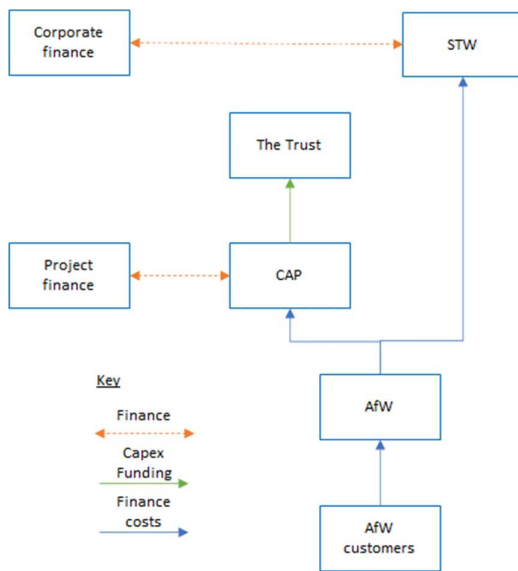 Corporate
finance
STW
The Trust
Project
finance
CAP
Key
Finance
Capex
Funding
Finance
costs
AfW
AfW
customers